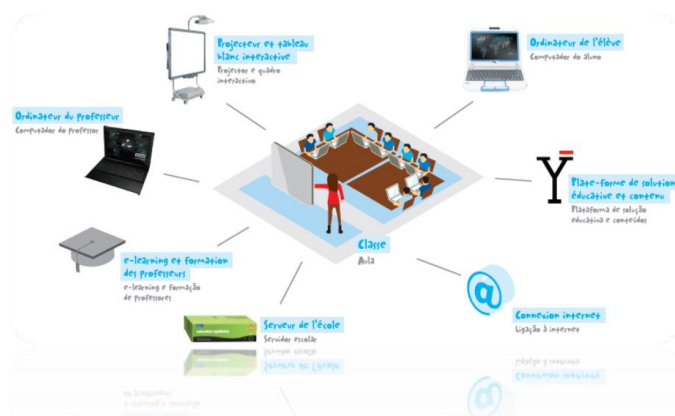 Projecteur et tableau
blanc interactive
Projector e quadro
interactivo
Ordinateur de l'élève
Computador do aluno
Ordinateur du professeur
Computador do professor
Plate-forme de solution
éducative et contenu
Plataforma de solução
educativa e conteúdos
Classe
Aula
e-learning et formation
des professeurs
e-learning e formação
de professores
Connexion internet
Ligação à internet
Serveur de l'école
Servidor escolar